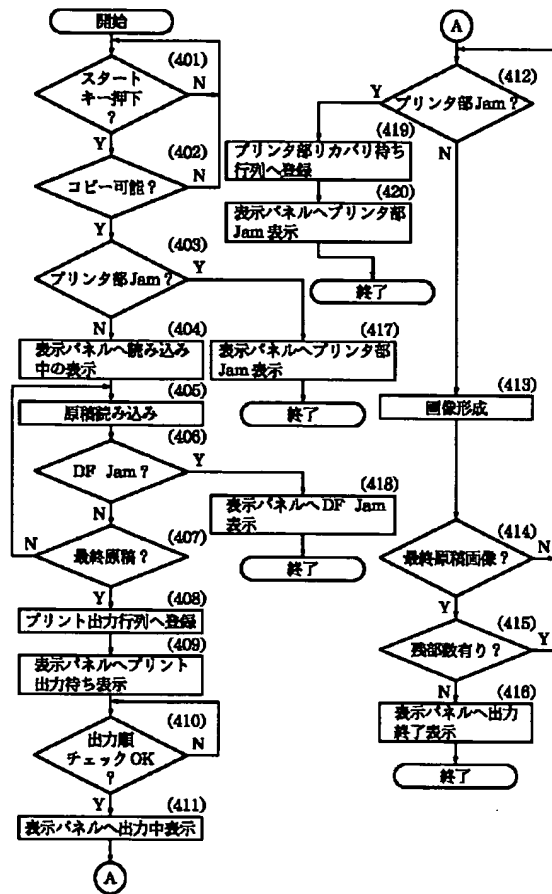 開始
(401)
スタート
キー押下
?
N
Y
(402)
コピー可能?
N
Y
(403)
プリンタ部Jam?
Y
N
(404)
表示パネルへ読み込み
中の表示
(405)
原稿読み込み
(406)
DF Jam?
Y
N
(407)
N
最終原稿?
Y
(408)
プリント出力行列へ登録
(409)
表示パネルへプリント
出力待ち表示
(410)
出力順
チェックOK
?
N
Y
(411)
表示パネルへ出力中表示
A
(417)
表示パネルへプリンタ部
Jam表示
終了
(418)
表示パネルへDF Jam
表示
終了
A
(412)
プリンタ部Jam?
Y
N
(419)
プリンタ部リカバリ待ち
行列へ登録
(420)
表示パネルへプリンタ部
Jam表示
終了
(413)
画像形成
(414)
最終原稿画像?
N
Y
(415)
残部数有り?
Y
N
(416)
表示パネルへ出力
終了表示
終了